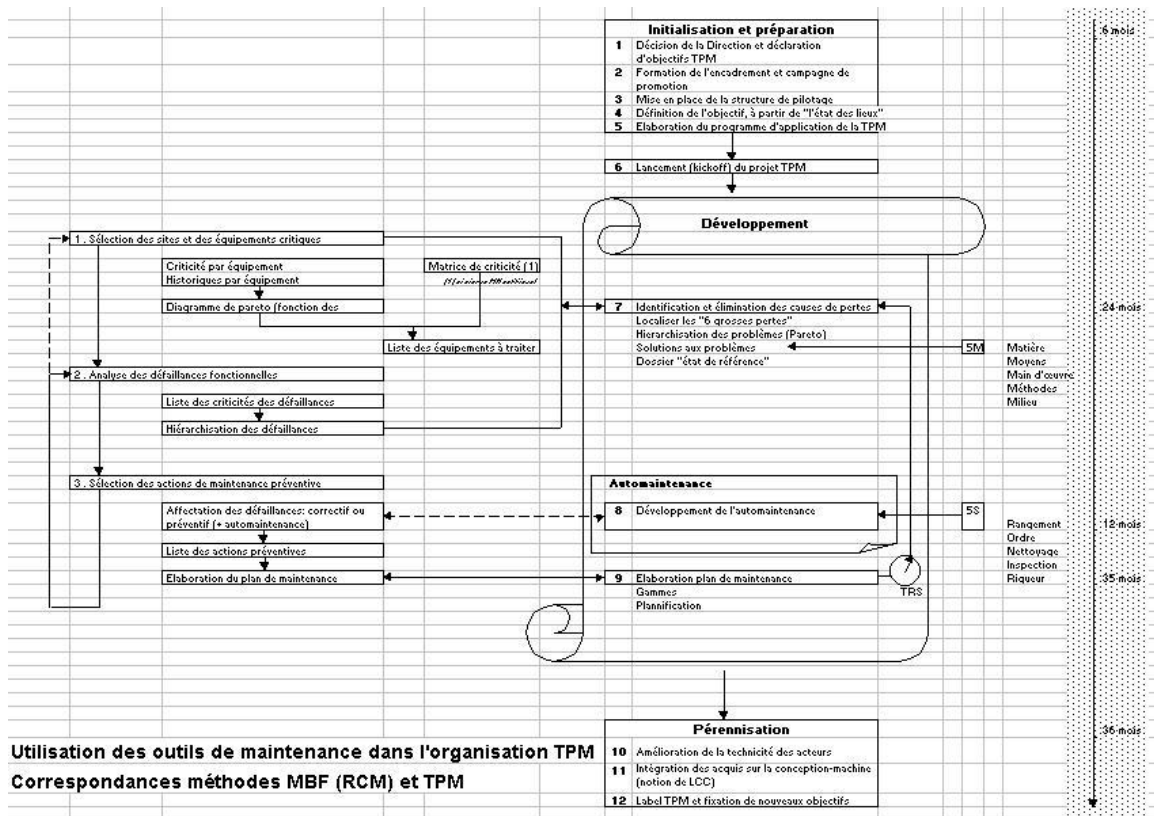 Initialisation et préparation
1 Décision de la Direction et déclaration
d'objectifs TPM
2 Formation de l'encadrement et campagne de
promotion
3 Mise en place de la structure de pilotage
4 Définition de l'objectif, à partir de "l'état des lieux"
5 Elaboration du programme d'application de la TPM
6 mois
6 Lancement (kickoff) du projet TPM
Développement
1. Sélection des sites et des équipements critiques
Criticité par équipement
Historiques par équipement
Matrice de criticité (1)
Diagramme de pareto (fonction des
Liste des équipements à traiter
7 Identification et élimination des causes de pertes
Localiser les "6 grosses pertes"
Hierarchisation des problèmes (Pareto)
Solutions aux problèmes
Dossier "état de référence"
24 mois
5M
Matière
Moyens
Main d'œuvre
Méthodes
Milieu
2. Analyse des défaillances fonctionnelles
Liste des criticités des défaillances
Hiérarchisation des défaillances
3. Sélection des actions de maintenance préventive
Affectation des défaillances: correctif ou
préventif (+ automaintenance)
Liste des actions préventives
Elaboration du plan de maintenance
Automaintenance
8 Développement de l'automaintenance
5S
Rangement
Ordre
Nettoyage
Inspection
Rigueur
12 mois
9 Elaboration plan de maintenance
Gammes
Plannification
TRS
35 mois
Pérennisation
10 Amélioration de la technicité des acteurs
11 Intégration des acquis sur la conception-machine
(notion de LCC)
12 Label TPM et fixation de nouveaux objectifs
36 mois
Utilisation des outils de maintenance dans l'organisation TPM
Correspondances méthodes MBF (RCM) et TPM